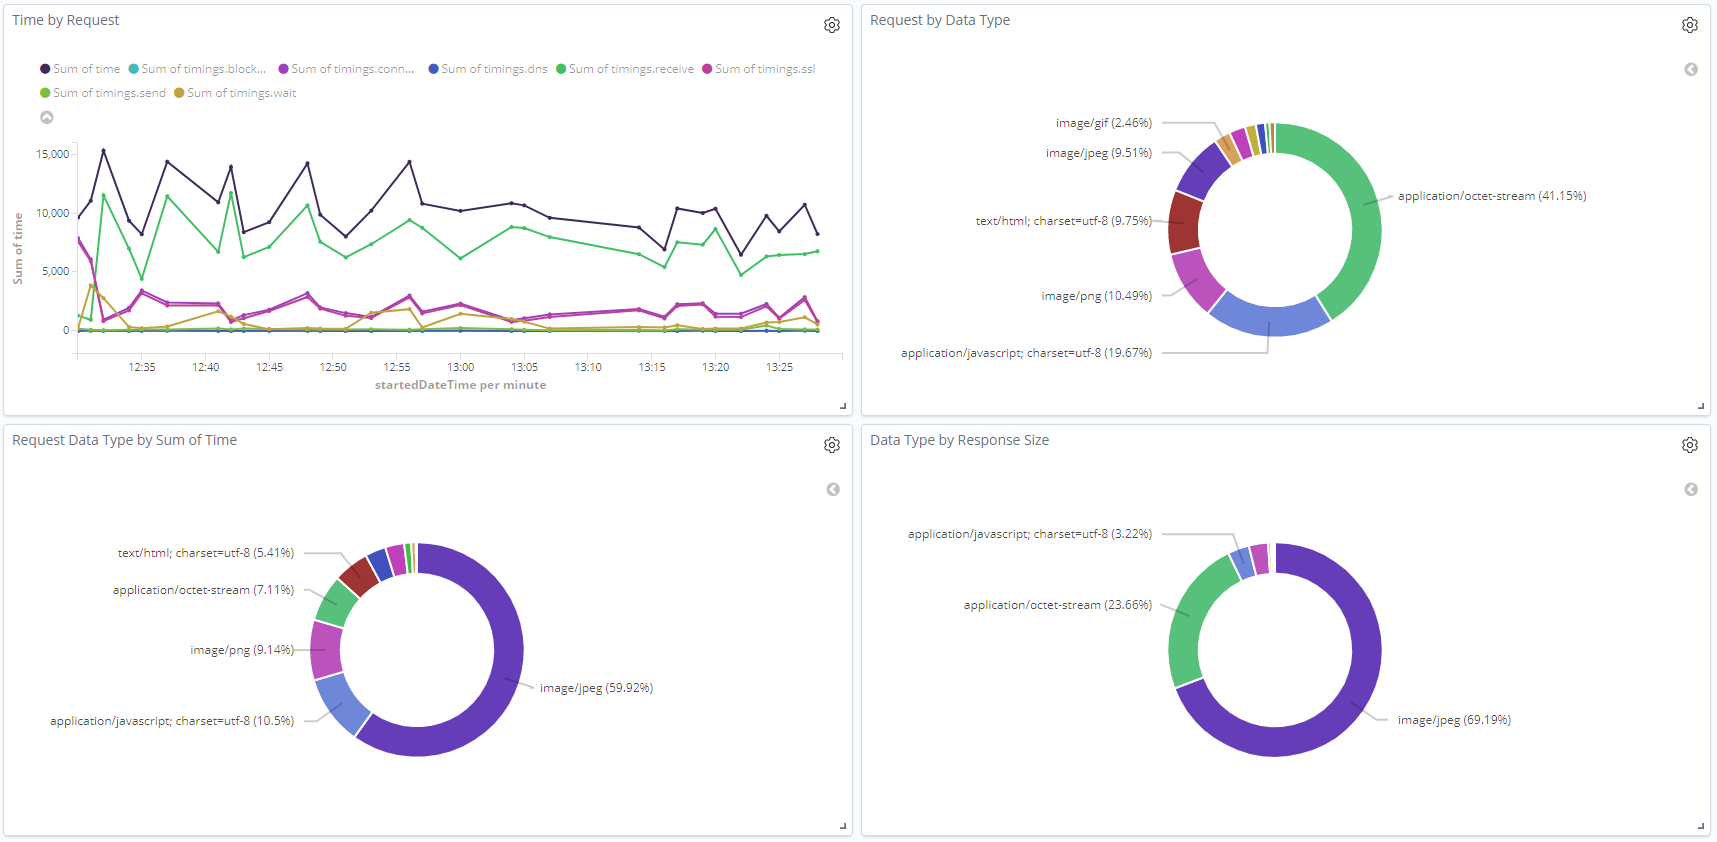 Time by Request
Sum of time Sum of timings.block... Sum of timings.conn... Sum of timings.dns Sum of timings.receive Sum of timings.ssl
Sum of timings.send Sum of timings.wait
Sum of time
15,000
10,000
5,000
0
12:35 12:40 12:45 12:50 12:55 13:00 13:05 13:10 13:15 13:20 13:25
startedDateTime per minute
Request by Data Type
image/gif (2.46%)
image/jpeg (9.51%)
application/octet-stream (41.15%)
text/html; charset=utf-8 (9.75%)
image/png (10.49%)
application/javascript; charset=utf-8 (19.67%)
Request Data Type by Sum of Time
text/html; charset=utf-8 (5.41%)
application/octet-stream (7.11%)
image/png (9.14%)
image/jpeg (59.92%)
application/javascript; charset=utf-8 (10.5%)
Data Type by Response Size
application/javascript; charset=utf-8 (3.22%)
application/octet-stream (23.66%)
image/jpeg (69.19%)